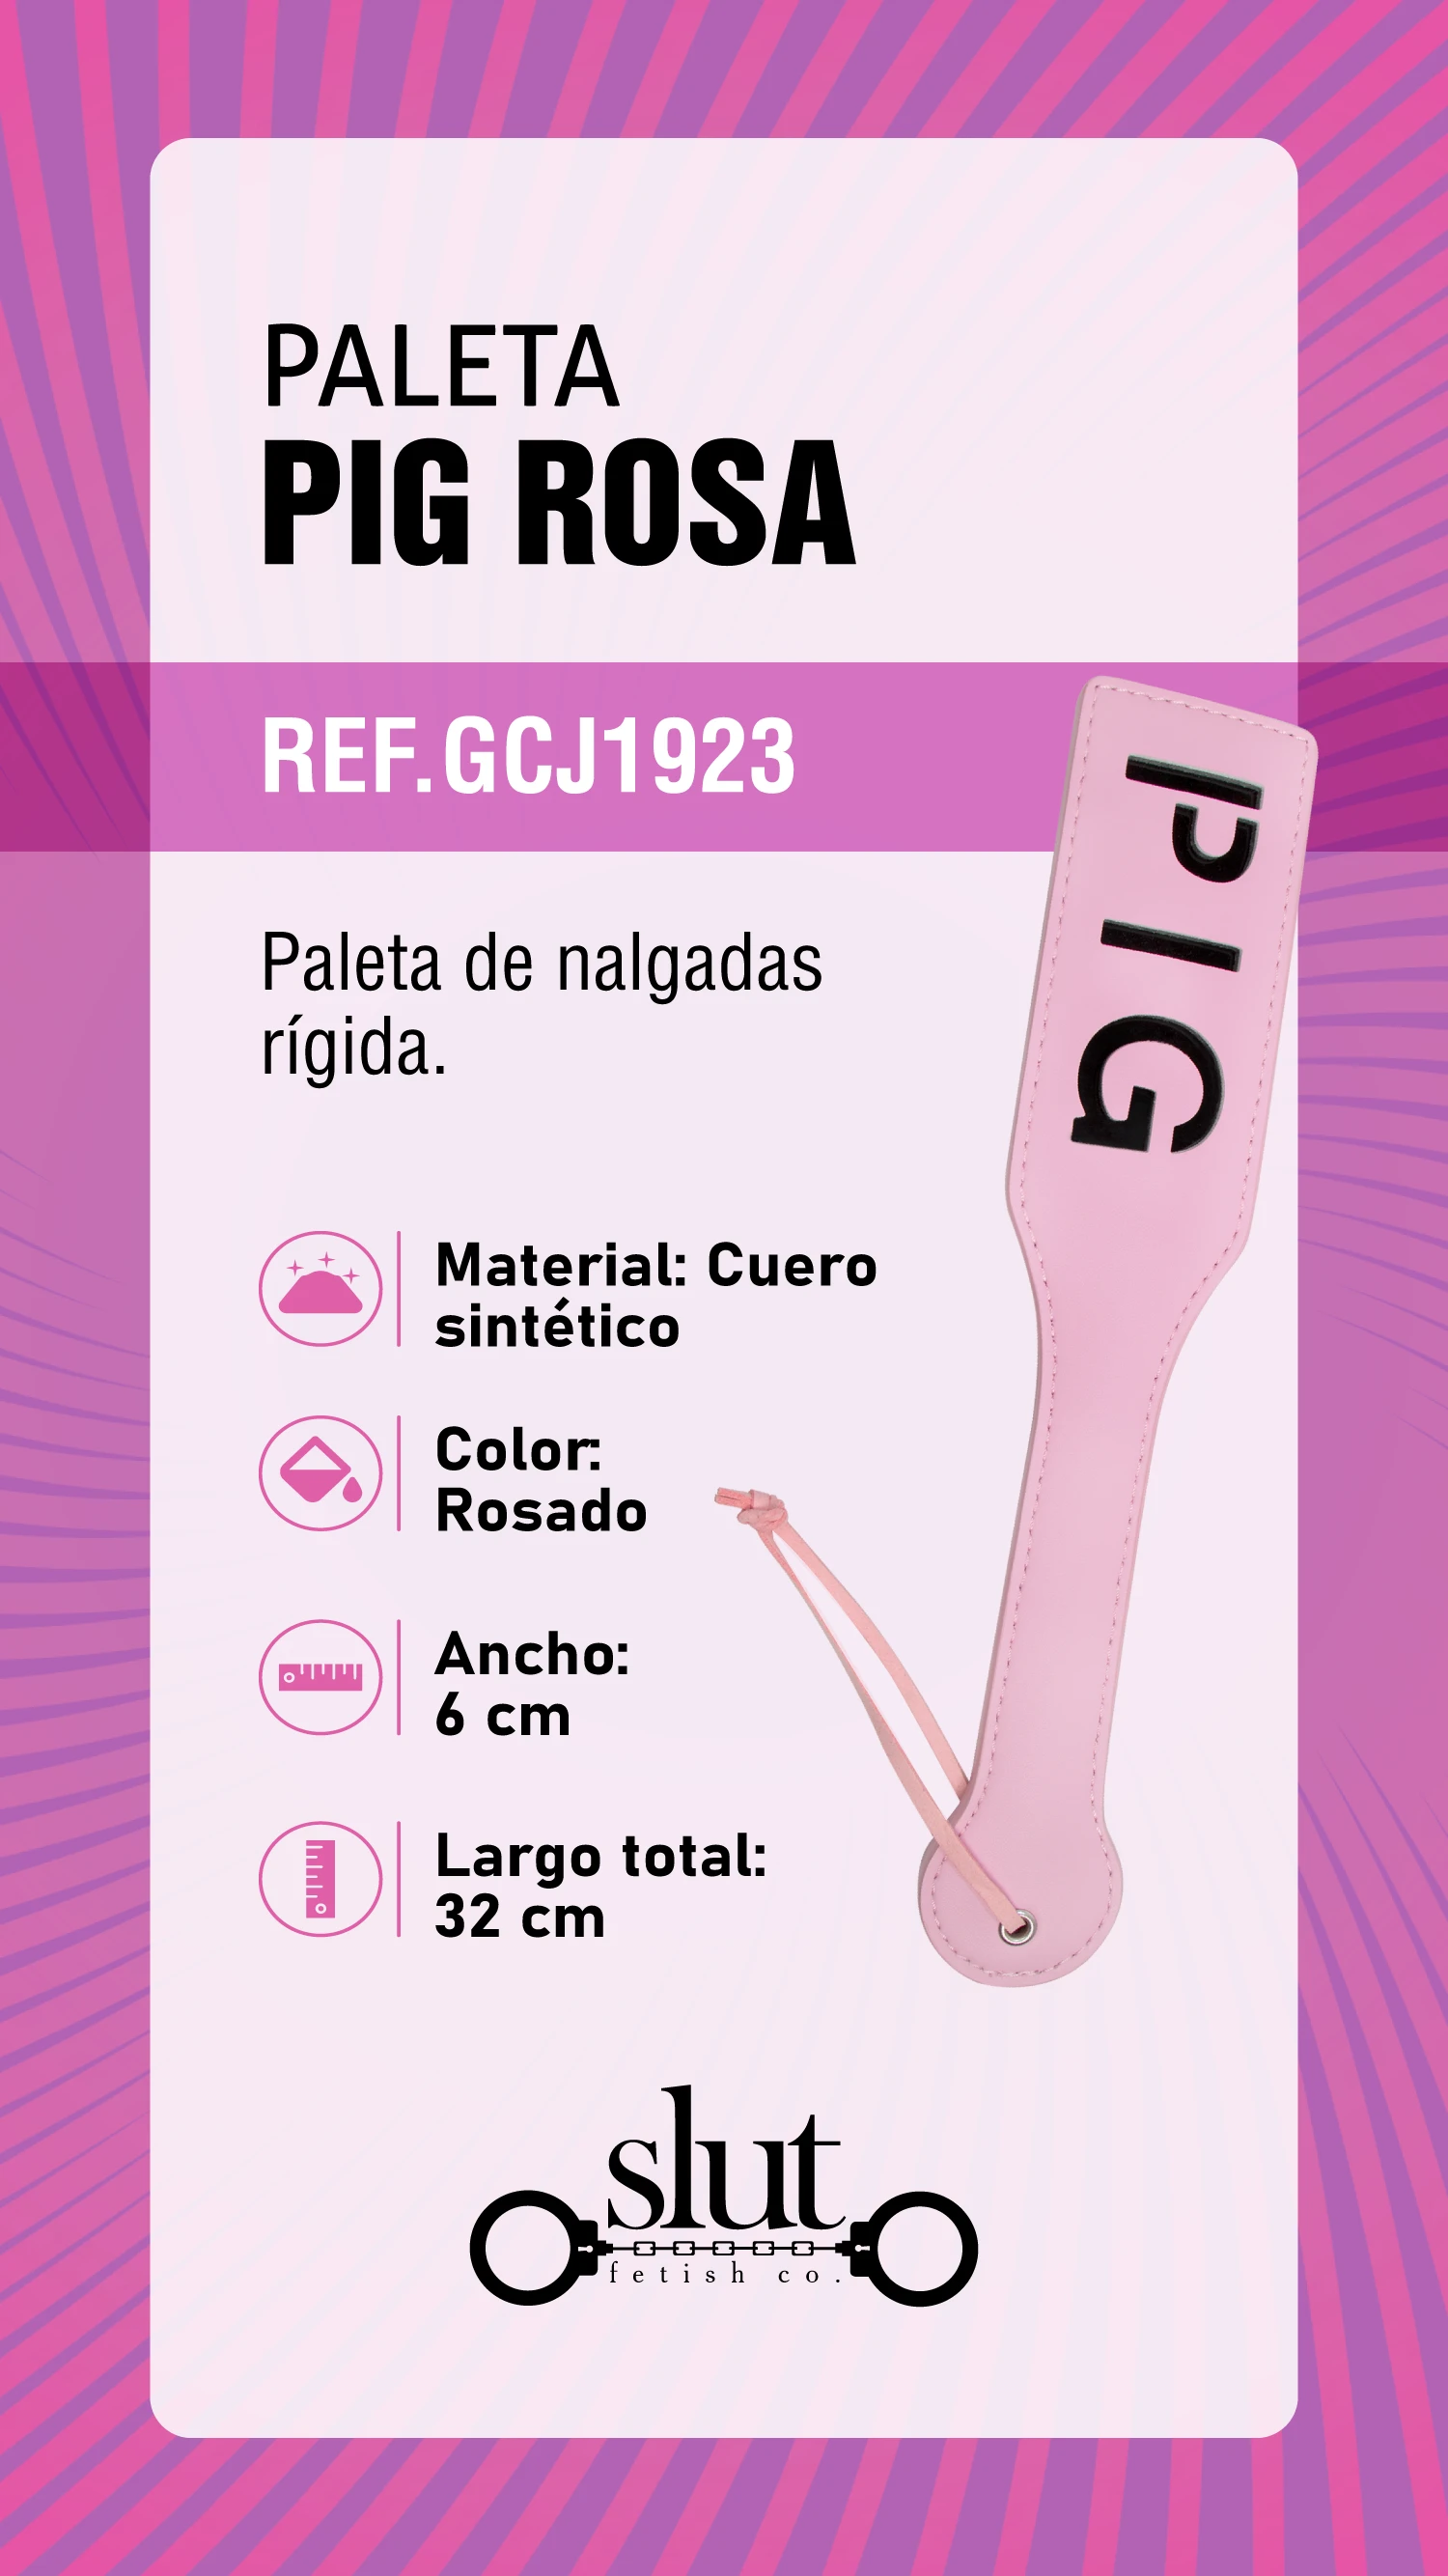 PALETA
PIG ROSA
REF.GCJ1923
PIG
Paleta de nalgadas
rígida.
Material: Cuero
sintético
Color:
Rosado
Ancho:
6 cm
Largo total:
32 cm
slut
fetish co.